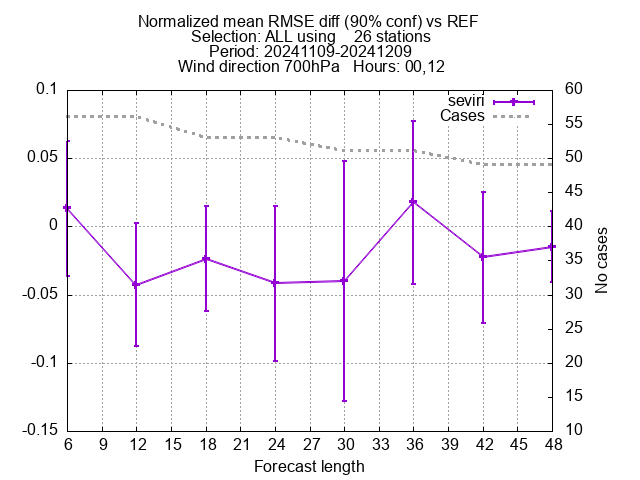 Normalized mean RMSE diff (90% conf) vs REF
Selection: ALL using    26 stations
Period: 20241109-20241209
Wind direction 700hPa   Hours: 00,12
seviri
Cases
0.1
0.05
0
-0.05
-0.1
-0.15
60
55
50
45
40
35
30
25
20
15
10
No cases
6 9 12 15 18 21 24 27 30 33 36 39 42 45 48
Forecast length